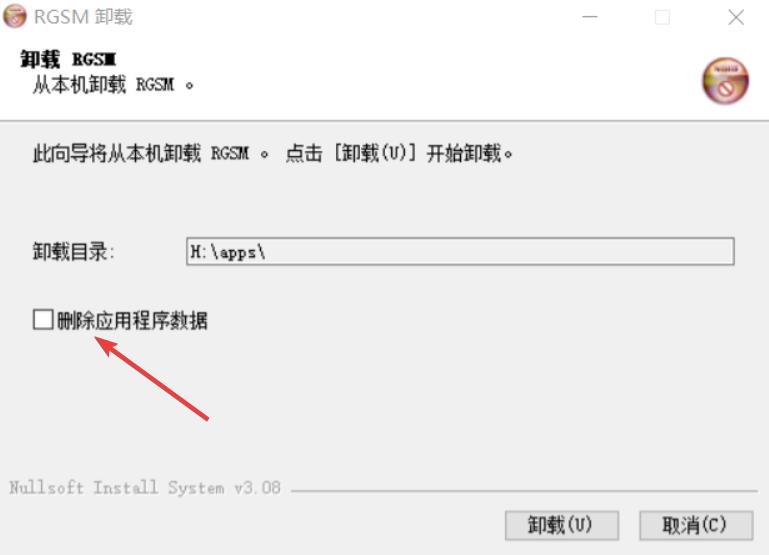 RGSM 卸载
卸载 RGSM
从本机卸载 RGSM 。
此向导将从本机卸载 RGSM 。 点击 [卸载(U)] 开始卸载。
卸载目录: H:\apps\
删除应用程序数据
Nullsoft Install System v3.08
卸载(U) 取消(C)